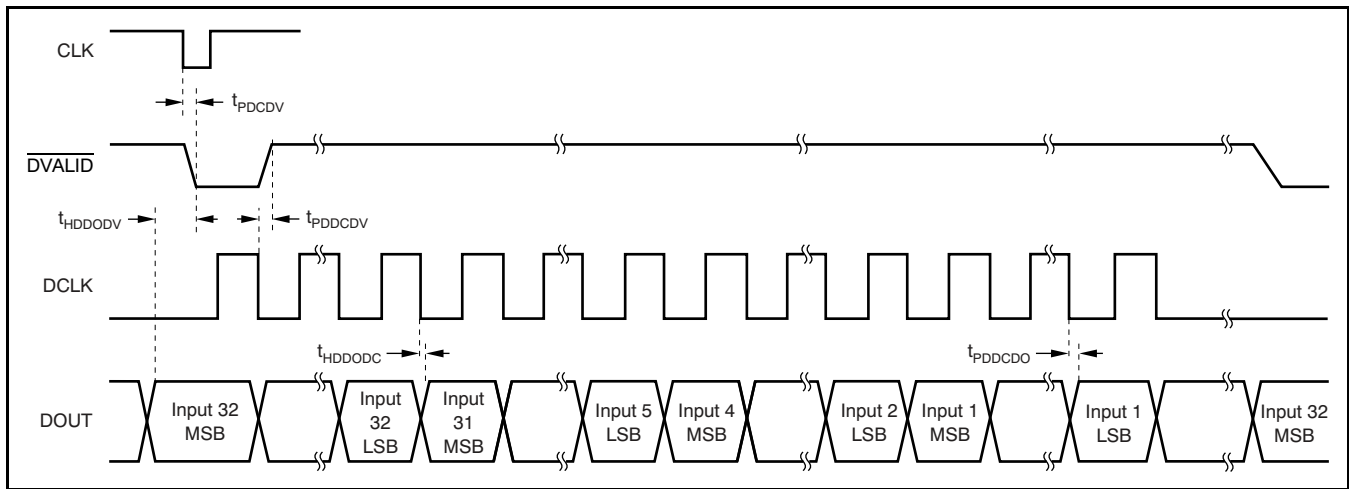 CLK
tPDCDV
DVALID
tHDDODV
tPDDCDV
DCLK
tHDDODC
tPDDCDO
DOUT
Input 32
MSB
Input
32
LSB
Input
31
MSB
Input 5
LSB
Input 4
MSB
Input 2
LSB
Input 1
MSB
Input 1
LSB
Input 32
MSB